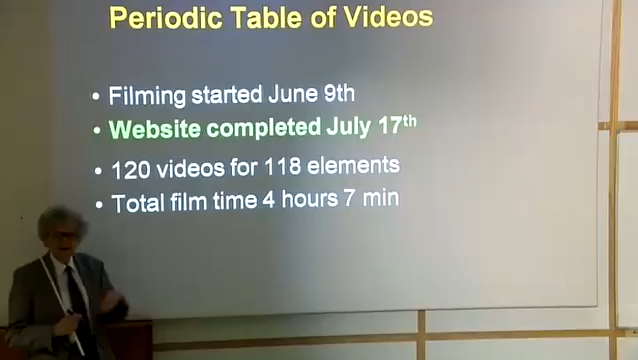 Periodic Table of Videos
• Filming started June 9th
• Website completed July 17th
• 120 videos for 118 elements
• Total film time 4 hours 7 min